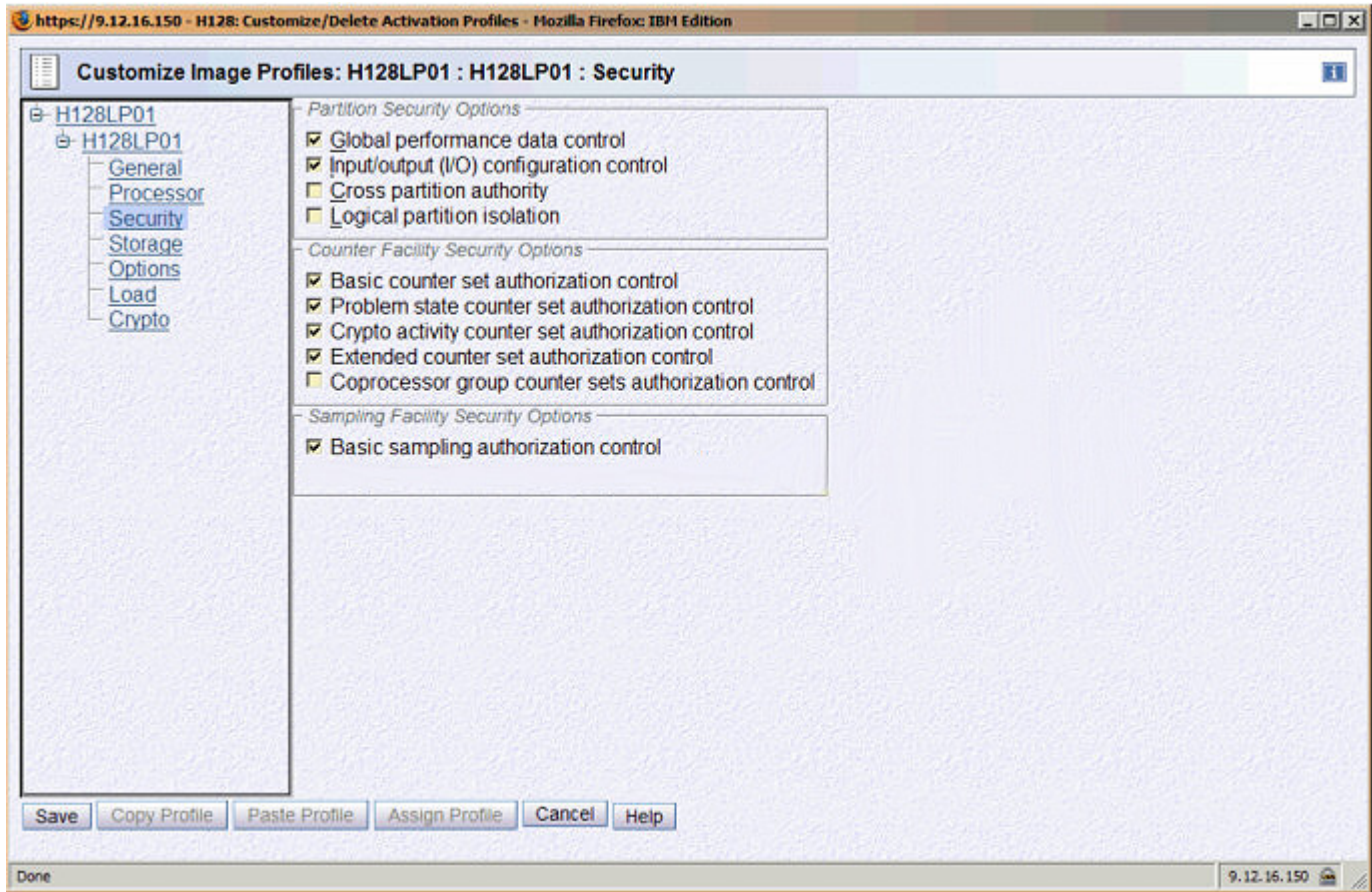 https://9.12.16.150 - H128: Customize/Delete Activation Profiles - Mozilla Firefox: IBM Edition
Customize Image Profiles: H128LP01 : H128LP01 : Security
i
H128LP01
H128LP01
General
Processor
Security
Storage
Options
Load
Crypto
Partition Security Options
Global performance data control
Input/output (I/O) configuration control
Cross partition authority
Logical partition isolation
Counter Facility Security Options
Basic counter set authorization control
Problem state counter set authorization control
Crypto activity counter set authorization control
Extended counter set authorization control
Coprocessor group counter sets authorization control
Sampling Facility Security Options
Basic sampling authorization control
Save Copy Profile Paste Profile Assign Profile Cancel Help
Done 9.12.16.150